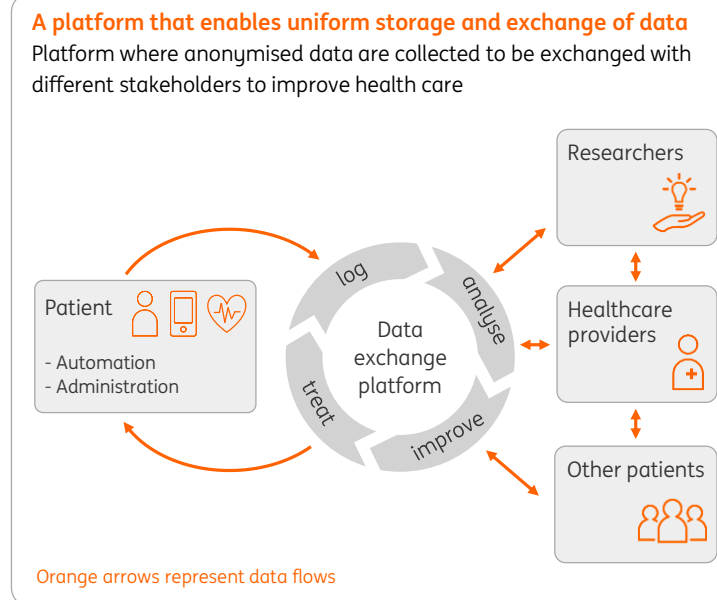 A platform that enables uniform storage and exchange of data
Platform where anonymised data are collected to be exchanged with
different stakeholders to improve health care
Researchers
log
analyse
Patient
- Automation
- Administration
Data
exchange
platform
Healthcare
providers
treat
improve
Other patients
Orange arrows represent data flows